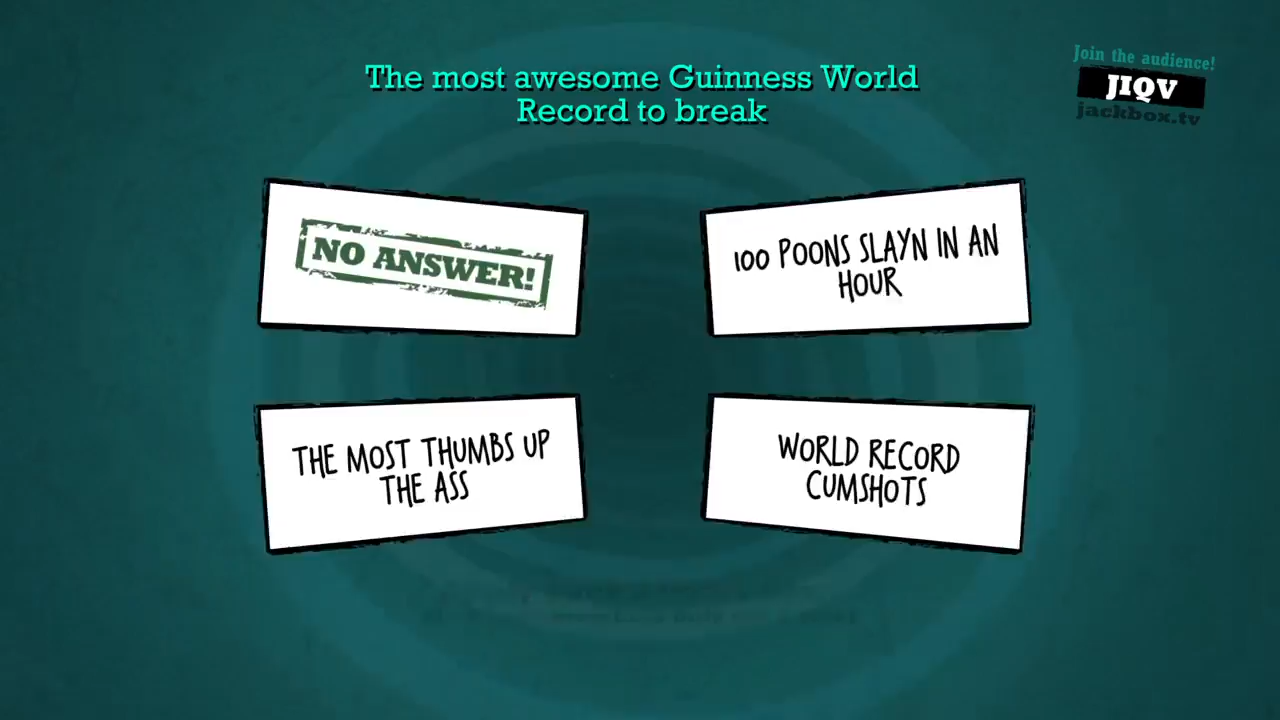 The most awesome Guinness World
Record to break
Join the audience!
JIQV
jackbox.tv
NO ANSWER!
100 POONS SLAYN IN AN
HOUR
THE MOST THUMBS UP
THE ASS
WORLD RECORD
CUMSHOTS